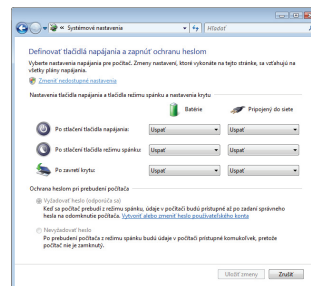 « Systémové nastavenia
Hľadať
Definovať tlačidlá napájania a zapnúť ochranu heslom
Vyberte nastavenia napájania pre počítač. Zmeny nastavení, ktoré vykonáte na tejto stránke, sa vzťahujú na
všetky plány napájania.
Zmeniť nedostupné nastavenia
Nastavenia tlačidla napájania a tlačidla režimu spánku a nastavenia krytu
Batérie Pripojený do siete
Po stlačení tlačidla napájania: Uspať Uspať
Po stlačení tlačidla režimu spánku: Uspať Uspať
Po zavretí krytu: Uspať Uspať
Ochrana heslom pri prebudení počítača
Vyžadovať heslo (odporúča sa)
Keď sa počítač prebudí z režimu spánku, údaje v počítači budú prístupné až po zadaní správneho
hesla na odomknutie počítača. Vytvoriť alebo zmeniť heslo používateľského konta
Nevyžadovať heslo
Po prebudení počítača z režimu spánku budú údaje v počítači prístupné komukoľvek, pretože
počítač nie je zamknutý.
Uložiť zmeny Zrušiť